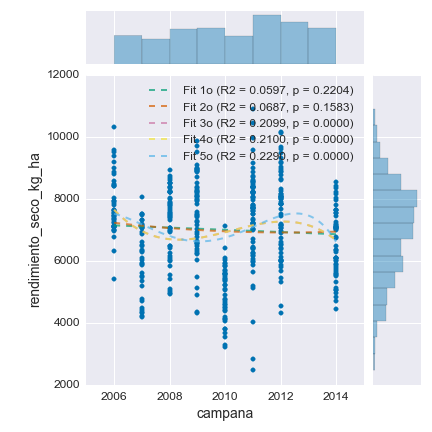 12000
Fit 1o (R2 = 0.0597, p = 0.2204)
Fit 2o (R2 = 0.0687, p = 0.1583)
Fit 3o (R2 = 0.2099, p = 0.0000)
Fit 4o (R2 = 0.2100, p = 0.0000)
Fit 5o (R2 = 0.2290, p = 0.0000)
10000
8000
6000
4000
2000
rendimiento_seco_kg_ha
2006 2008 2010 2012 2014
campana